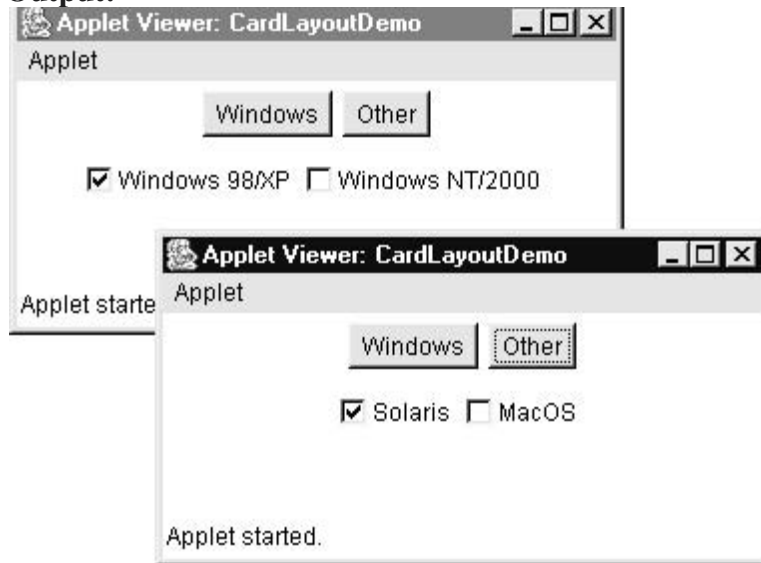 Output:
Applet Viewer: CardLayoutDemo
Applet
Windows Other
Windows 98/XP Windows NT/2000
Applet starte
Applet Viewer: CardLayoutDemo
Applet
Windows Other
Solaris MacOS
Applet started.